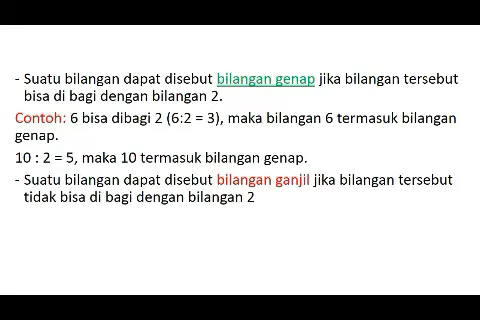 - Suatu bilangan dapat disebut bilangan genap jika bilangan tersebut
bisa di bagi dengan bilangan 2.
Contoh: 6 bisa dibagi 2 (6:2 = 3), maka bilangan 6 termasuk bilangan
genap.
10 : 2 = 5, maka 10 termasuk bilangan genap.
- Suatu bilangan dapat disebut bilangan ganjil jika bilangan tersebut
tidak bisa di bagi dengan bilangan 2